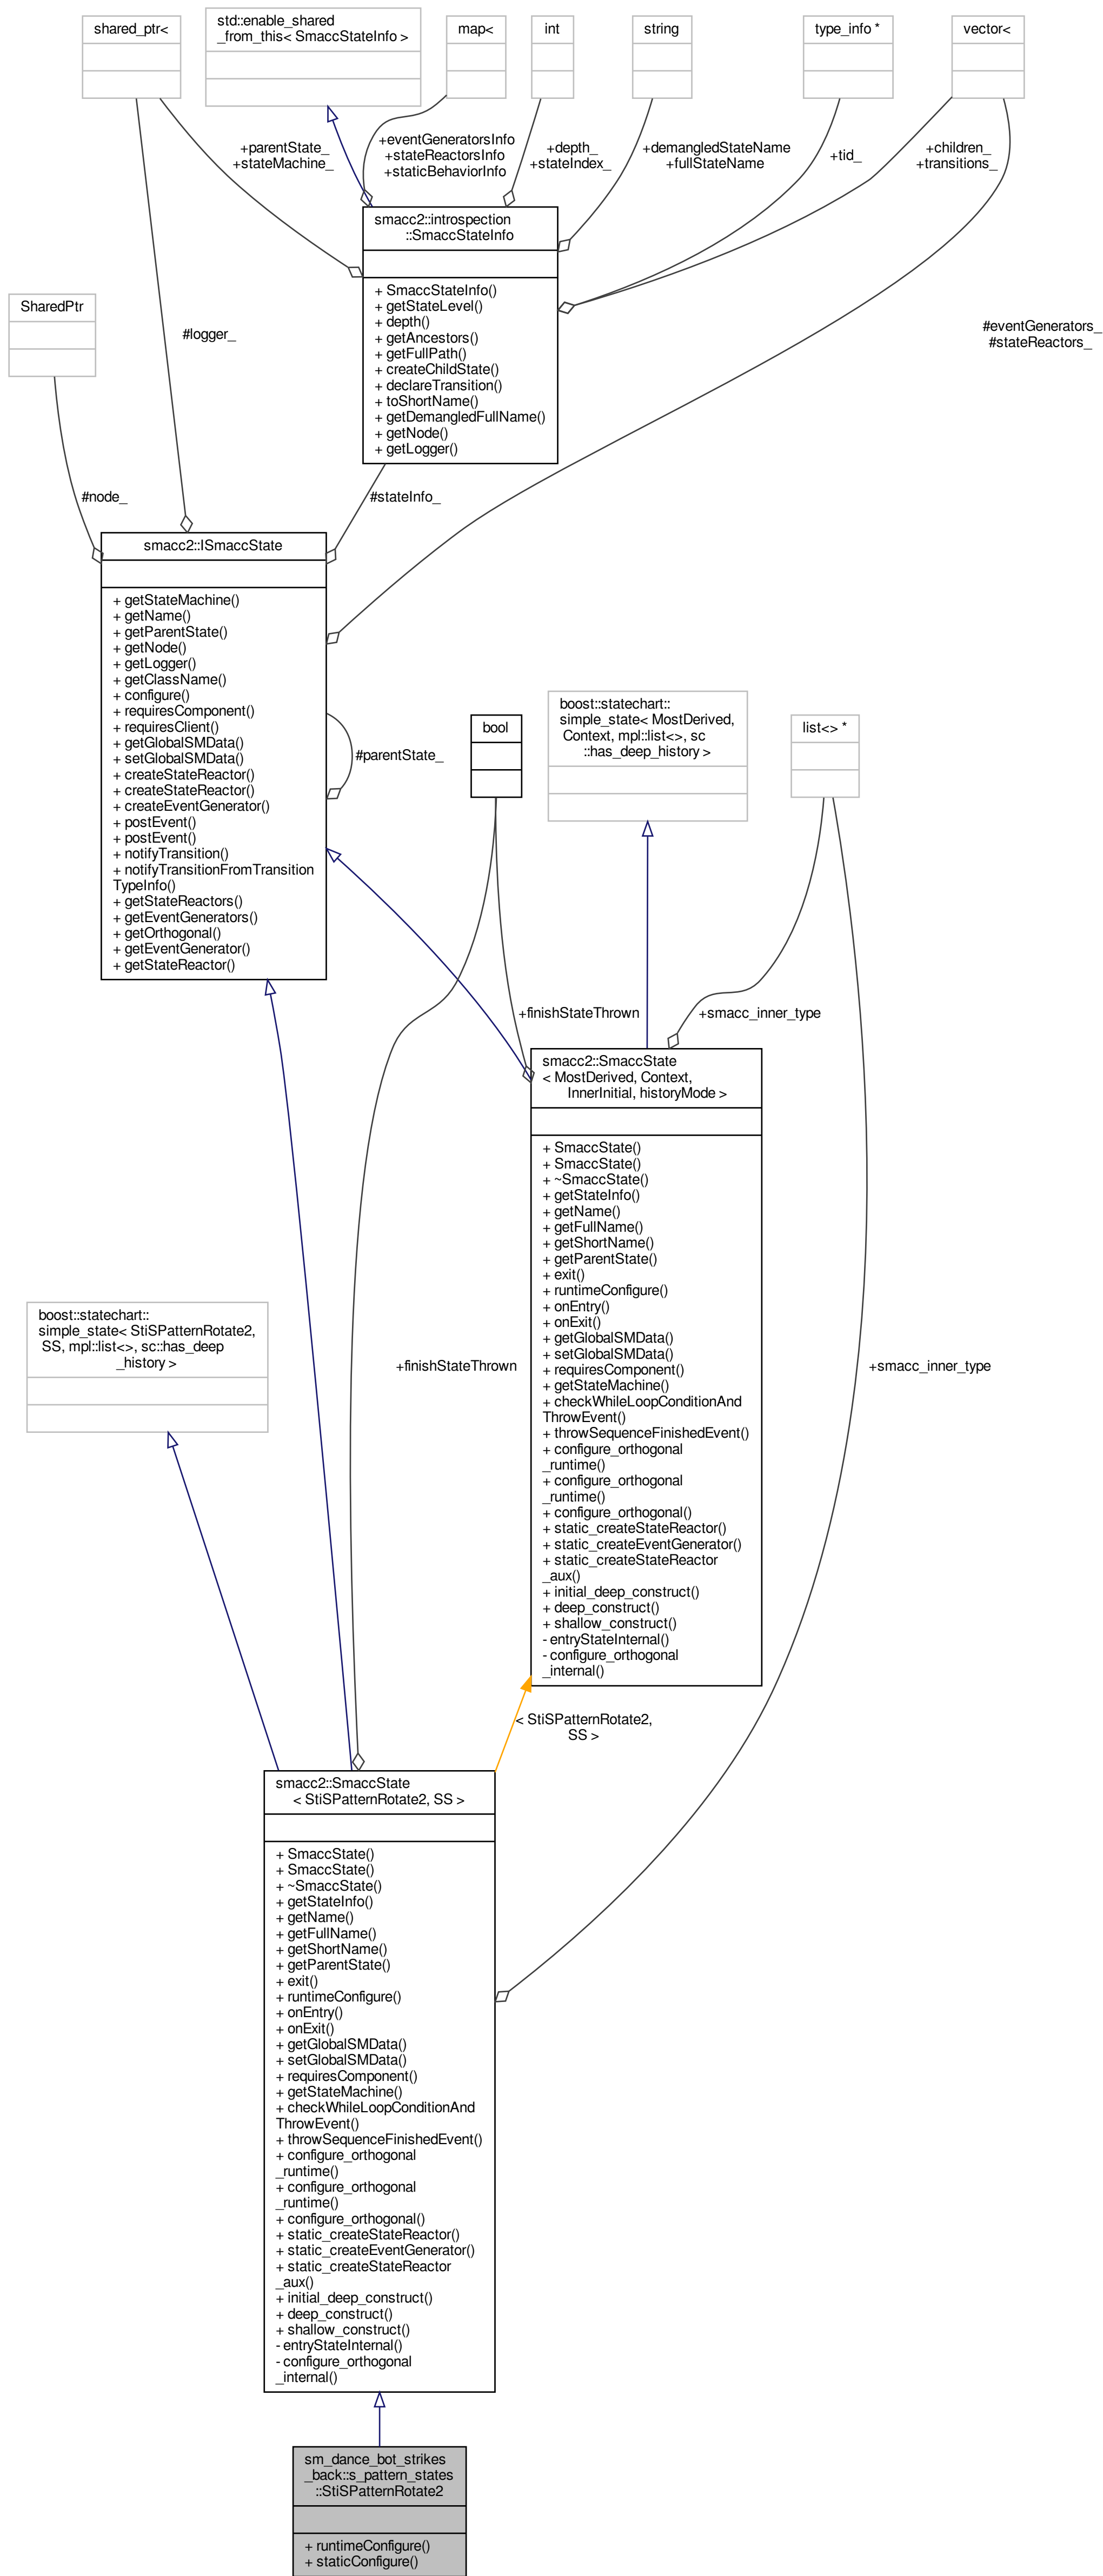 shared_ptr<
std::enable_shared
_from_this< SmaccStateInfo >
map<
int
string
type_info *
vector<
+parentState_
+stateMachine_
+eventGeneratorsInfo
+stateReactorsInfo
+staticBehaviorInfo
+depth_
+stateIndex_
+demangledStateName
+fullStateName
+tid_
+children_
+transitions_
smacc2::introspection
::SmaccStateInfo
+ SmaccStateInfo()
+ getStateLevel()
+ depth()
+ getAncestors()
+ getFullPath()
+ createChildState()
+ declareTransition()
+ toShortName()
+ getDemangledFullName()
+ getNode()
+ getLogger()
SharedPtr
#logger_
#eventGenerators_
#stateReactors_
#node_
#stateInfo_
smacc2::ISmaccState
+ getStateMachine()
+ getName()
+ getParentState()
+ getNode()
+ getLogger()
+ getClassName()
+ configure()
+ requiresComponent()
+ requiresClient()
+ getGlobalSMData()
+ setGlobalSMData()
+ createStateReactor()
+ createStateReactor()
+ createEventGenerator()
+ postEvent()
+ postEvent()
+ notifyTransition()
+ notifyTransitionFromTransition
TypeInfo()
+ getStateReactors()
+ getEventGenerators()
+ getOrthogonal()
+ getEventGenerator()
+ getStateReactor()
#parentState_
bool
boost::statechart::
simple_state< MostDerived,
Context, mpl::list<>, sc
::has_deep_history >
list<> *
+finishStateThrown
+smacc_inner_type
smacc2::SmaccState
< MostDerived, Context,
InnerInitial, historyMode >
+ SmaccState()
+ SmaccState()
+ ~SmaccState()
+ getStateInfo()
+ getName()
+ getFullName()
+ getShortName()
+ getParentState()
+ exit()
+ runtimeConfigure()
+ onEntry()
+ onExit()
+ getGlobalSMData()
+ setGlobalSMData()
+ requiresComponent()
+ getStateMachine()
+ checkWhileLoopConditionAnd
ThrowEvent()
+ throwSequenceFinishedEvent()
+ configure_orthogonal
_runtime()
+ configure_orthogonal
_runtime()
+ configure_orthogonal()
+ static_createStateReactor()
+ static_createEventGenerator()
+ static_createStateReactor
_aux()
+ initial_deep_construct()
+ deep_construct()
+ shallow_construct()
- entryStateInternal()
- configure_orthogonal
_internal()
boost::statechart::
simple_state< StiSPatternRotate2,
SS, mpl::list<>, sc::has_deep
_history >
+finishStateThrown
+smacc_inner_type
< StiSPatternRotate2,
SS >
smacc2::SmaccState
< StiSPatternRotate2, SS >
+ SmaccState()
+ SmaccState()
+ ~SmaccState()
+ getStateInfo()
+ getName()
+ getFullName()
+ getShortName()
+ getParentState()
+ exit()
+ runtimeConfigure()
+ onEntry()
+ onExit()
+ getGlobalSMData()
+ setGlobalSMData()
+ requiresComponent()
+ getStateMachine()
+ checkWhileLoopConditionAnd
ThrowEvent()
+ throwSequenceFinishedEvent()
+ configure_orthogonal
_runtime()
+ configure_orthogonal
_runtime()
+ configure_orthogonal()
+ static_createStateReactor()
+ static_createEventGenerator()
+ static_createStateReactor
_aux()
+ initial_deep_construct()
+ deep_construct()
+ shallow_construct()
- entryStateInternal()
- configure_orthogonal
_internal()
sm_dance_bot_strikes
_back::s_pattern_states
::StiSPatternRotate2
+ runtimeConfigure()
+ staticConfigure()